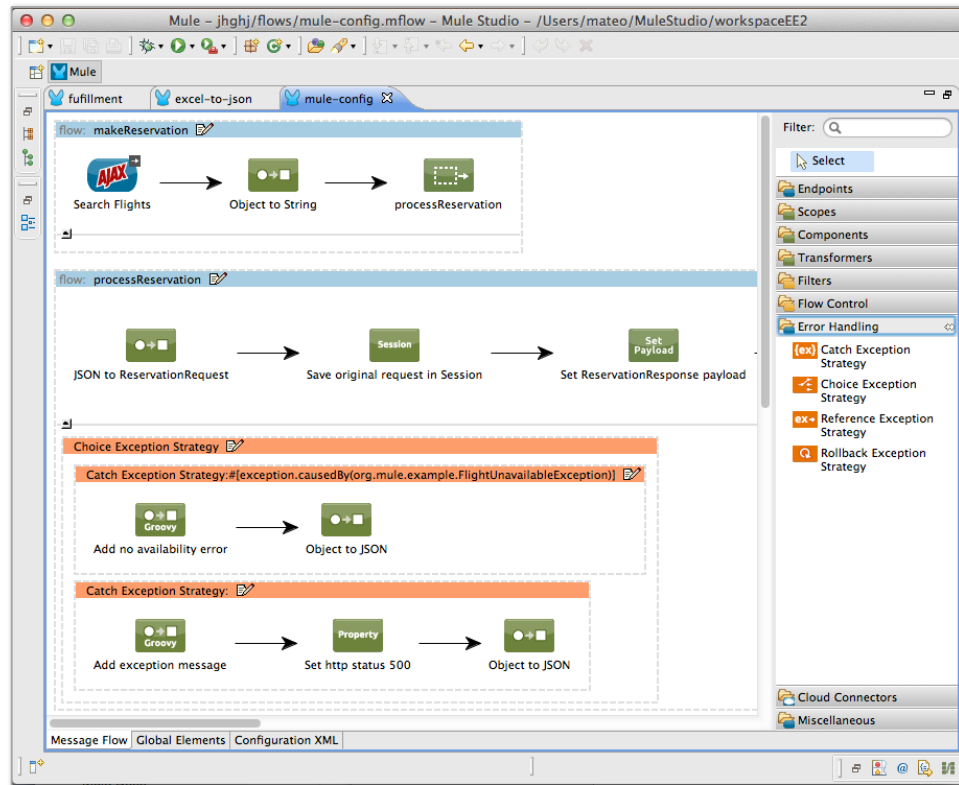 Mule – jhghj/flows/mule-config.mflow – Mule Studio – /Users/mateo/MuleStudio/workspaceEE2
Mule
fufillment
excel-to-json
mule-config
flow: makeReservation
AJAX
Search Flights
Object to String
processReservation
flow: processReservation
JSON to ReservationRequest
Session
Save original request in Session
Set Payload
Set ReservationResponse payload
Choice Exception Strategy
Catch Exception Strategy:#[exception.causedBy(org.mule.example.FlightUnavailableException)]
Groovy
Add no availability error
Object to JSON
Catch Exception Strategy:
Groovy
Add exception message
Property
Set http status 500
Object to JSON
Filter:
Select
Endpoints
Scopes
Components
Transformers
Filters
Flow Control
Error Handling
{ex} Catch Exception
Strategy
Choice Exception
Strategy
ex Reference Exception
Strategy
Rollback Exception
Strategy
Cloud Connectors
Miscellaneous
Message Flow
Global Elements
Configuration XML
@